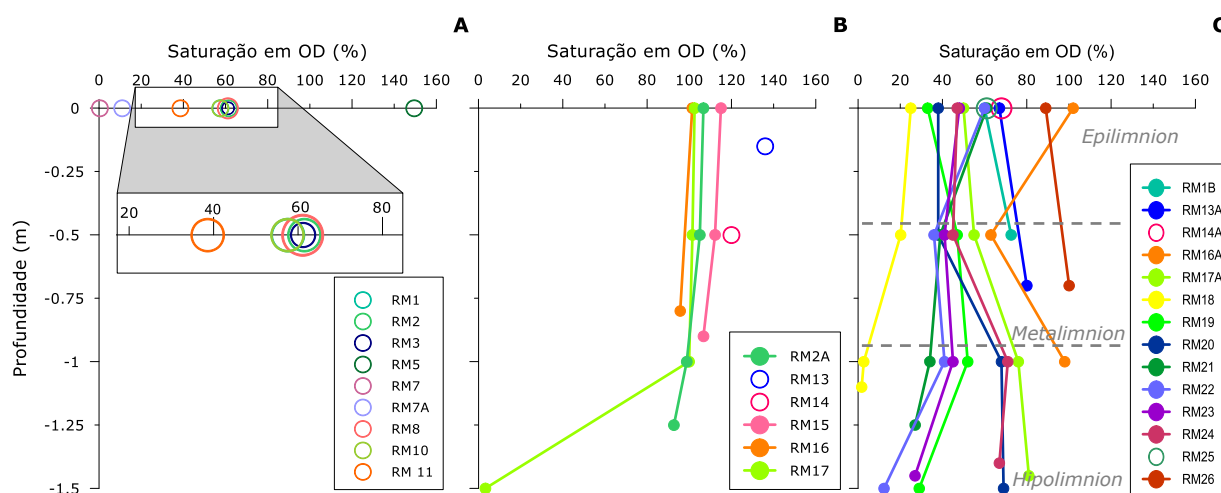 A
B
C
Saturação em OD (%)
Saturação em OD (%)
Saturação em OD (%)
0 20 40 60 80 100 120 140 160
0 20 40 60 80 100 120 140 160
0 20 40 60 80 100 120 140 160
Profundidade (m)
0
-0.25
-0.5
-0.75
-1
-1.25
-1.5
20 40 60 80
RM1
RM2
RM3
RM5
RM7
RM7A
RM8
RM10
RM 11
RM2A
RM13
RM14
RM15
RM16
RM17
Epilimnion
Metalimnion
Hipolimnion
RM1B
RM13A
RM14A
RM16A
RM17A
RM18
RM19
RM20
RM21
RM22
RM23
RM24
RM25
RM26